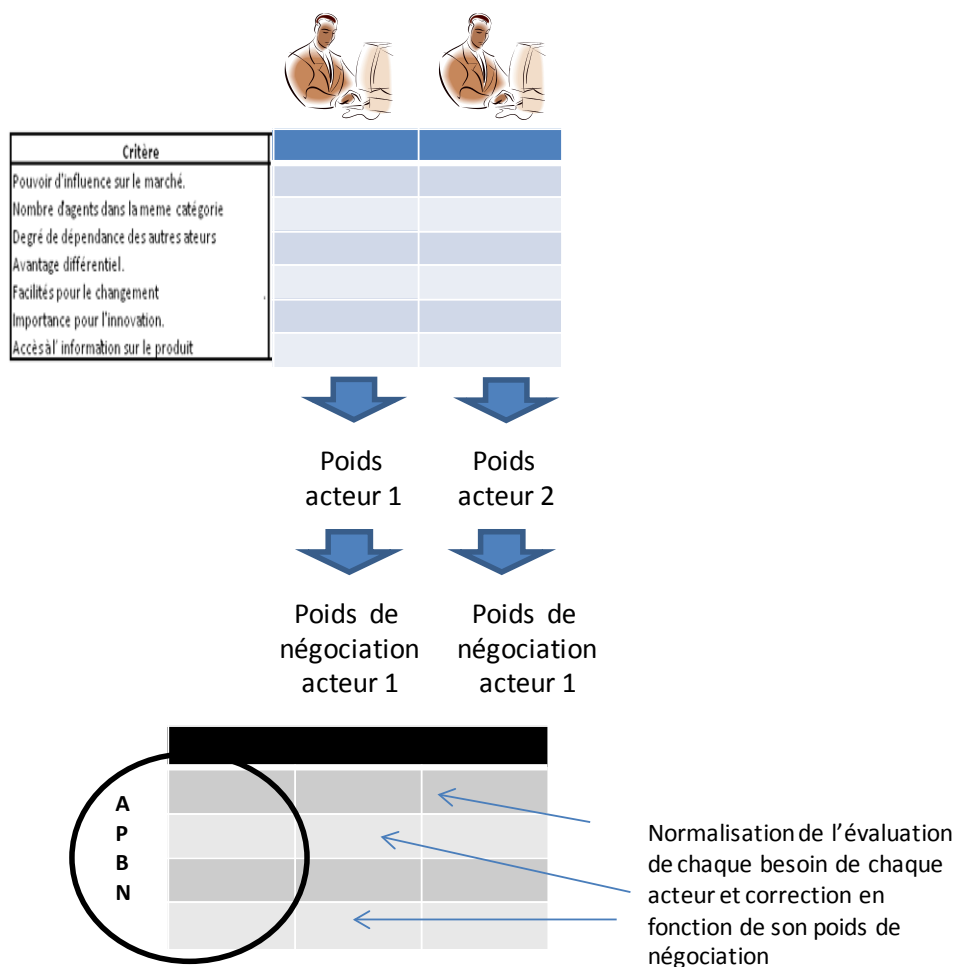 Critère
Pouvoir d'influence sur le marché.
Nombre d'agents dans la meme catégorie
Degré de dépendance des autres ateurs
Avantage différentiel.
Facilités pour le changement .
Importance pour l'innovation.
Accès à l' information sur le produit
Poids
acteur 1
Poids
acteur 2
Poids de
négociation
acteur 1
Poids de
négociation
acteur 1
A
P
B
N
Normalisation de l'évaluation
de chaque besoin de chaque
acteur et correction en
fonction de son poids de
négociation